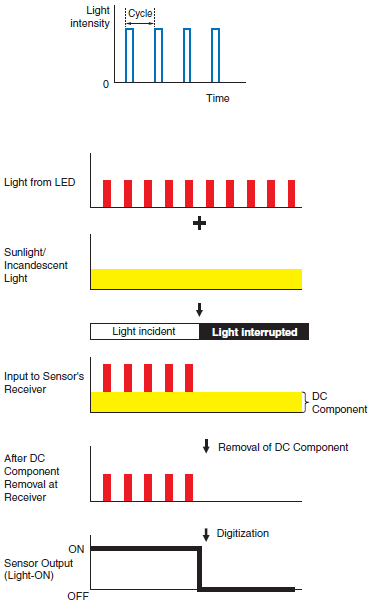 Light
intensity
Cycle
0
Time
Light from LED
Sunlight/
Incandescent
Light
Light incident
Light interrupted
Input to Sensor's
Receiver
DC
Component
Removal of DC Component
After DC
Component
Removal at
Receiver
Digitization
ON
Sensor Output
(Light-ON)
OFF